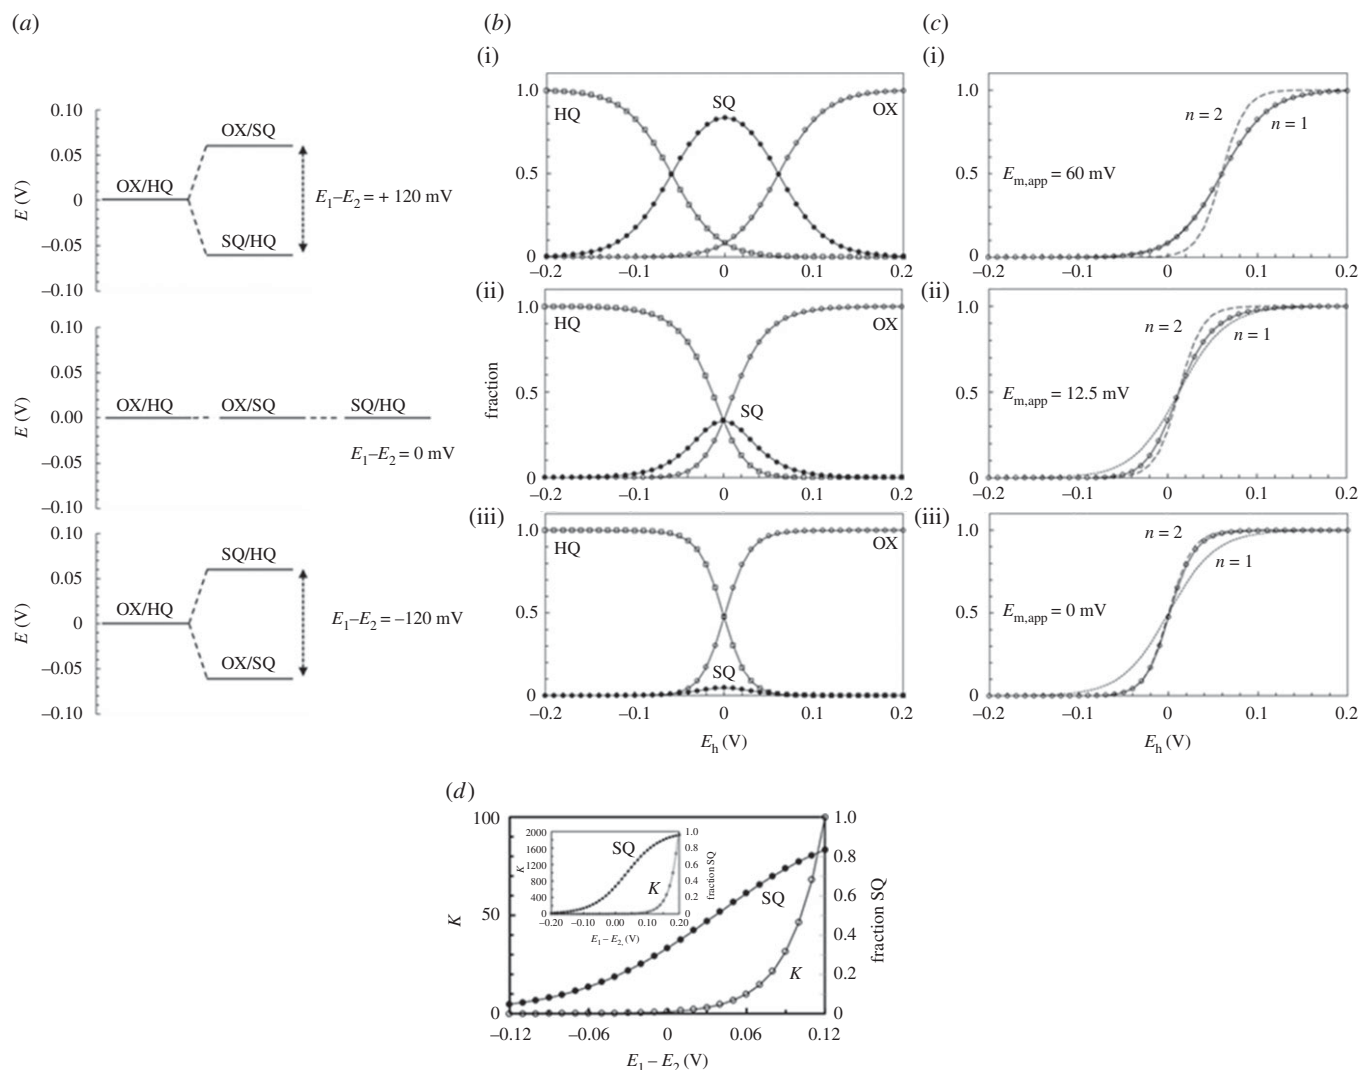 (a)
0.10
0.05
0
–0.05
–0.10
E (V)
OX/HQ
OX/SQ
SQ/HQ
E1–E2 = + 120 mV
0.10
0.05
0.00
–0.05
–0.10
E (V)
OX/HQ
OX/SQ
SQ/HQ
E1–E2 = 0 mV
0.10
0.05
0
–0.05
–0.10
E (V)
OX/HQ
SQ/HQ
OX/SQ
E1–E2 = –120 mV
(b)
(i)
1.0
0.5
0
HQ
SQ
OX
–0.2
–0.1
0
0.1
0.2
(ii)
1.0
0.5
0
fraction
HQ
SQ
OX
–0.2
–0.1
0
0.1
0.2
(iii)
1.0
0.5
0
HQ
SQ
OX
–0.2
–0.1
0
0.1
0.2
Eh (V)
(c)
(i)
1.0
0.5
0
n = 2
n = 1
Em,app = 60 mV
–0.2
–0.1
0
0.1
0.2
(ii)
1.0
0.5
0
n = 2
n = 1
Em,app = 12.5 mV
–0.2
–0.1
0
0.1
0.2
(iii)
1.0
0.5
0
n = 2
n = 1
Em,app = 0 mV
–0.2
–0.1
0
0.1
0.2
Eh (V)
(d)
100
50
0
K
2000
1600
1200
800
400
0
K
SQ
K
1.0
0.8
0.6
0.4
0.2
0
fraction SQ
–0.20
–0.10
0.00
0.10
0.20
E1 – E2, (V)
SQ
K
1.0
0.8
0.6
0.4
0.2
0
fraction SQ
–0.12
–0.06
0
0.06
0.12
E1 – E2 (V)